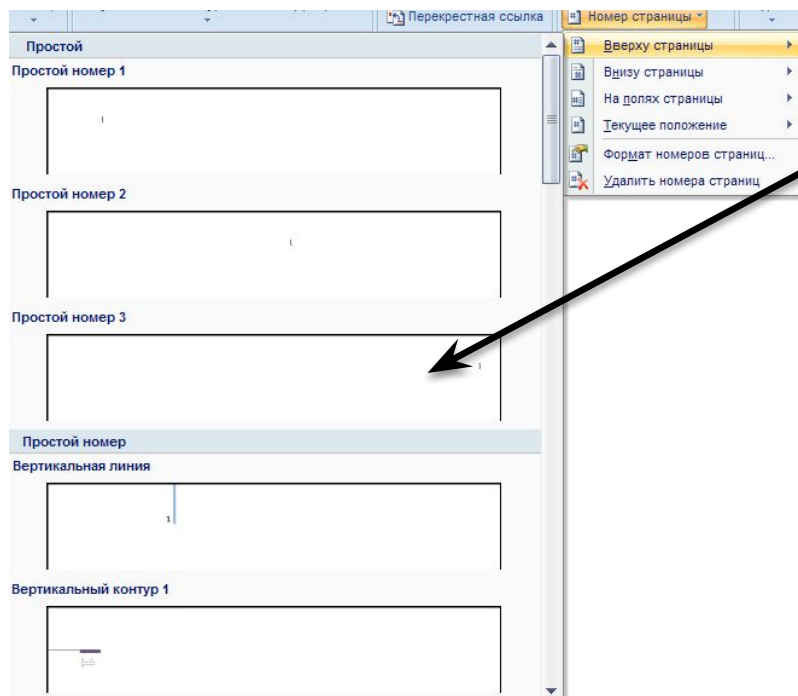 Перекрестная ссылка
Номер страницы
Простой
Простой номер 1
1
Простой номер 2
1
Простой номер 3
1
Простой номер
Вертикальная линия
1
Вертикальный контур 1
Вверху страницы
Внизу страницы
На полях страницы
Текущее положение
Формат номеров страниц...
Удалить номера страниц